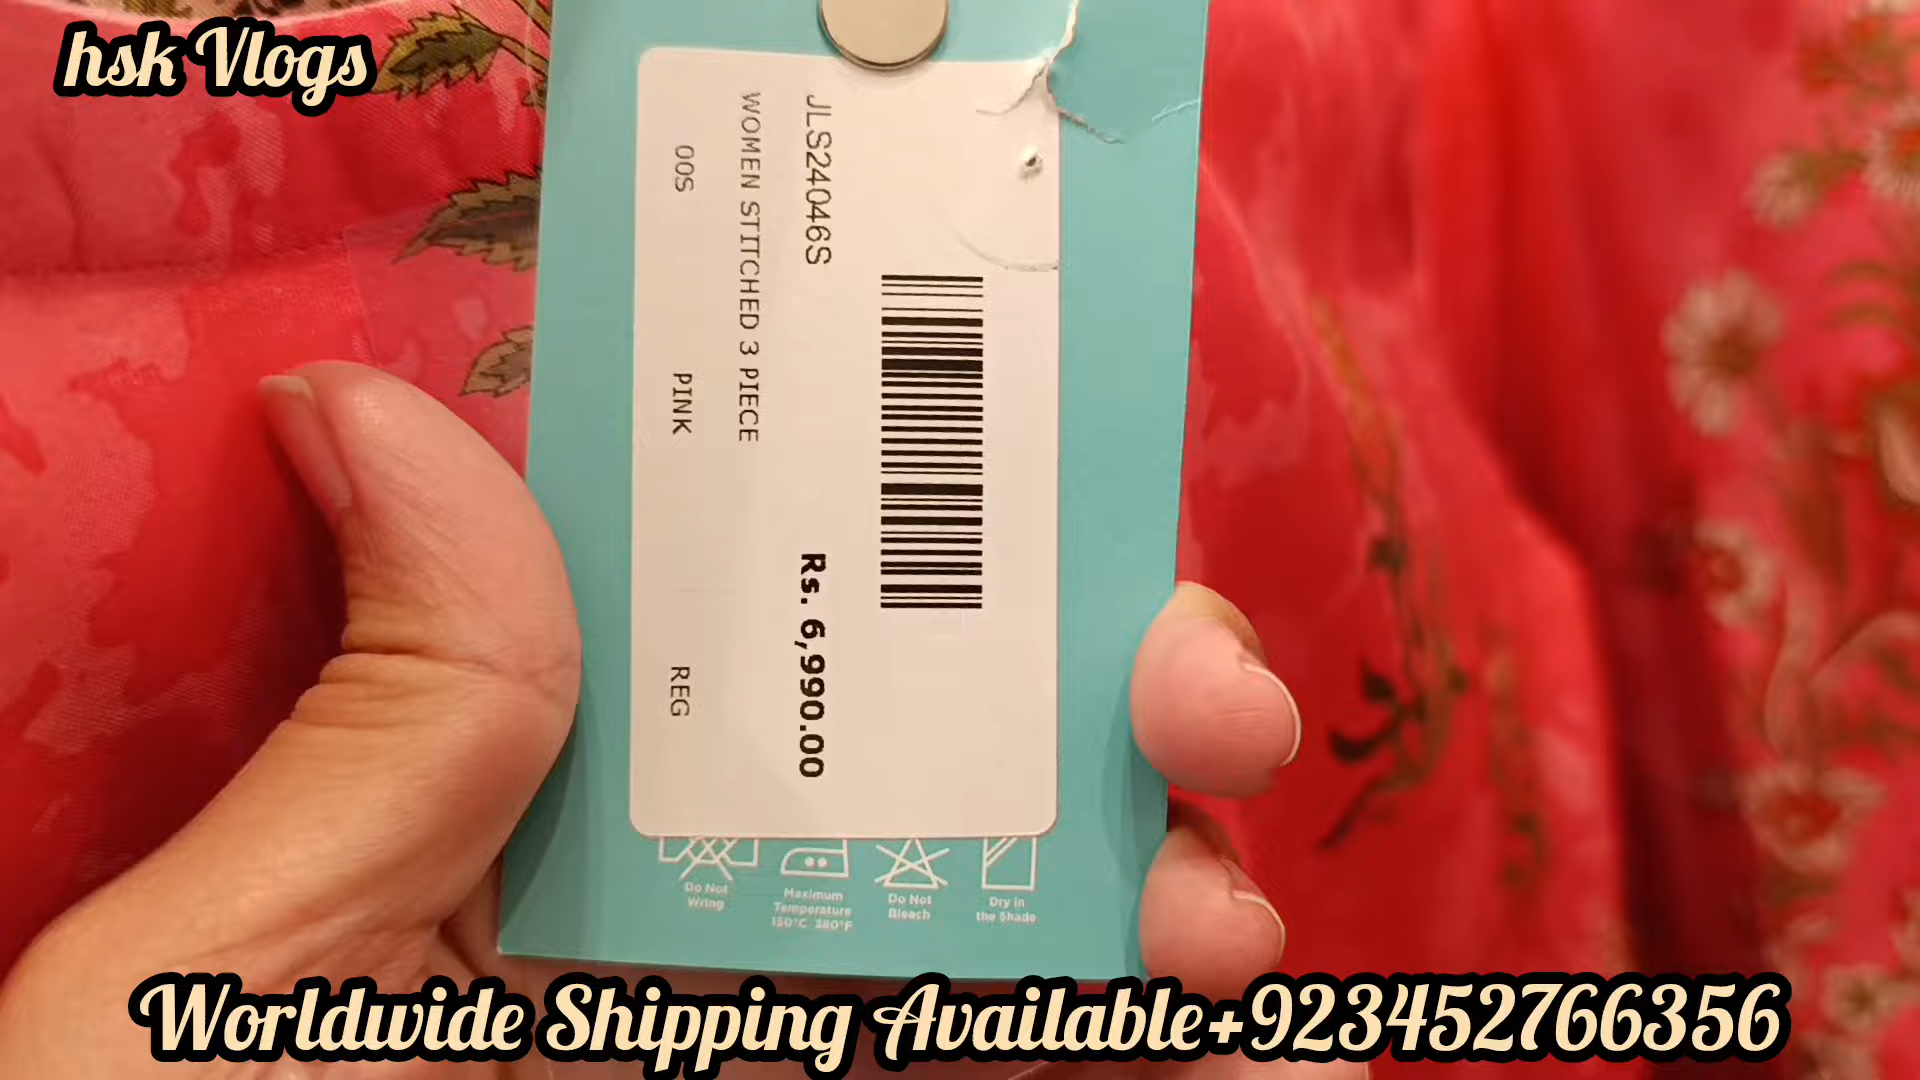 hsk Vlogs
JLS24046S
Rs. 6,990.00
WOMEN STITCHED 3 PIECE
00S PINK REG
Do Not
Wring
Maximum
Temperature
150°C 380°F
Do Not
Bleach
Dry in
the Shade
Worldwide Shipping Available+923452766356